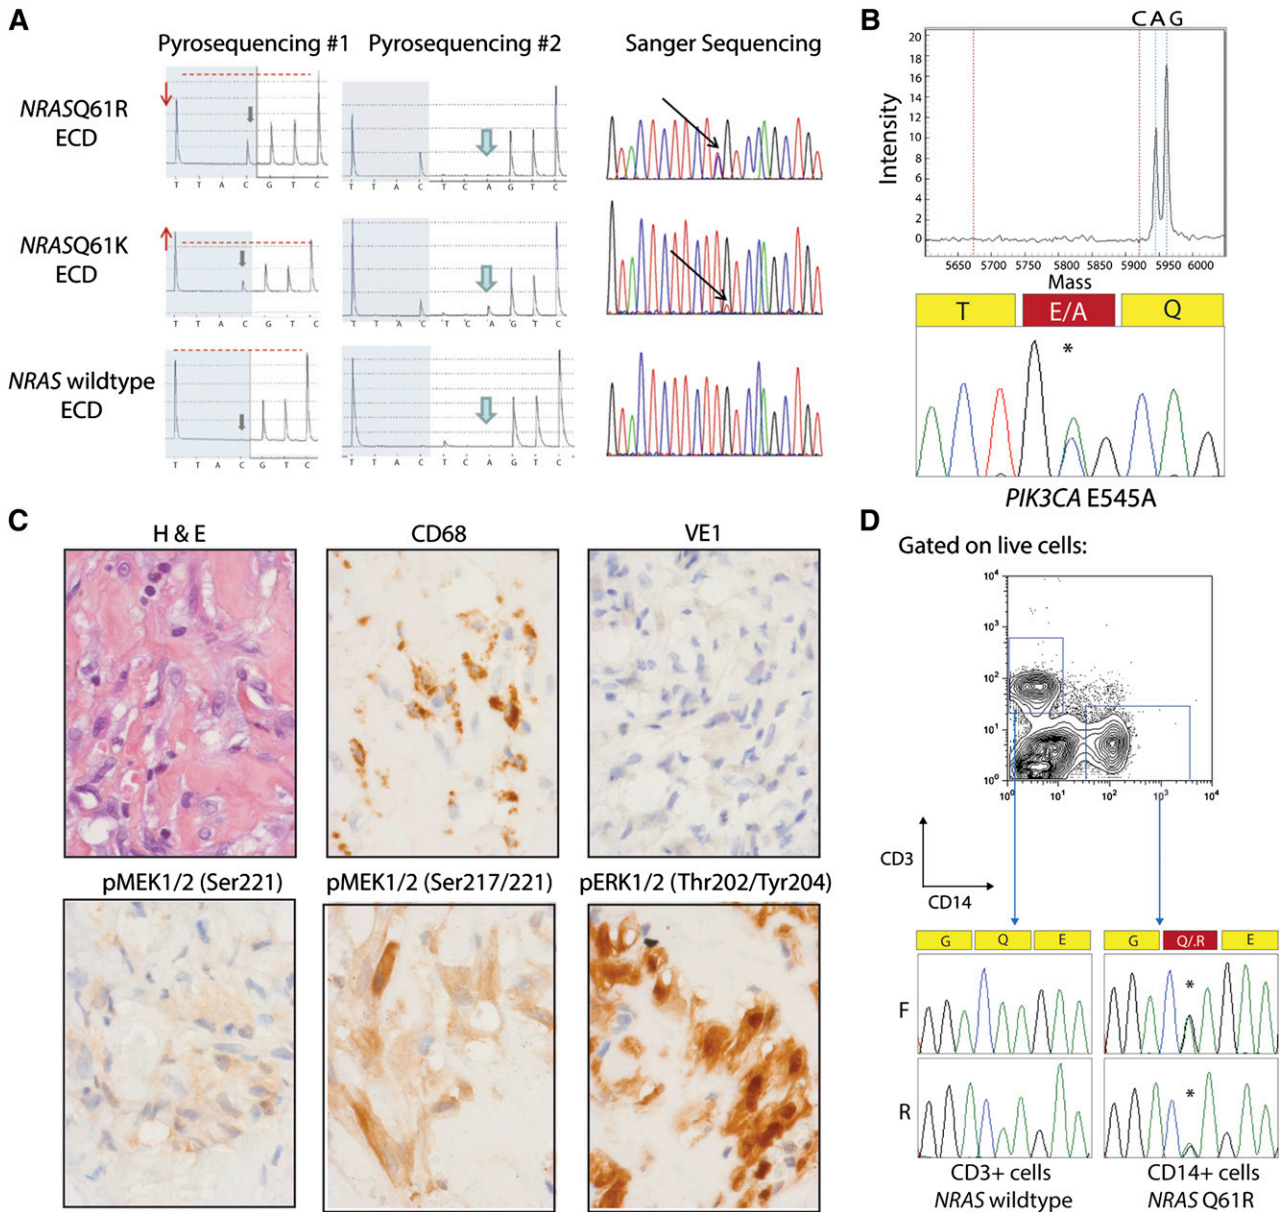 A
Pyrosequencing #1 Pyrosequencing #2 Sanger Sequencing
NRASQ61R
ECD
T T A C G T C
T T A C T C A G T C
NRASQ61K
ECD
T T A C G T C
T T A C T C A G T C
NRAS wildtype
ECD
T T A C G T C
T T A C T C A G T C
B
C A G
Intensity
20
18
16
14
12
10
8
6
4
2
0
5650 5700 5750 5800 5850 5900 5950 6000 6040
Mass
T E/A Q
*
PIK3CA E545A
C
H & E CD68 VE1
pMEK1/2 (Ser221) pMEK1/2 (Ser217/221) pERK1/2 (Thr202/Tyr204)
D
Gated on live cells:
10⁴
10³
10²
10¹
10⁰
10⁰ 10¹ 10² 10³ 10⁴
CD3
CD14
G Q E G Q/.R E
F
*
R
*
CD3+ cells CD14+ cells
NRAS wildtype NRAS Q61R